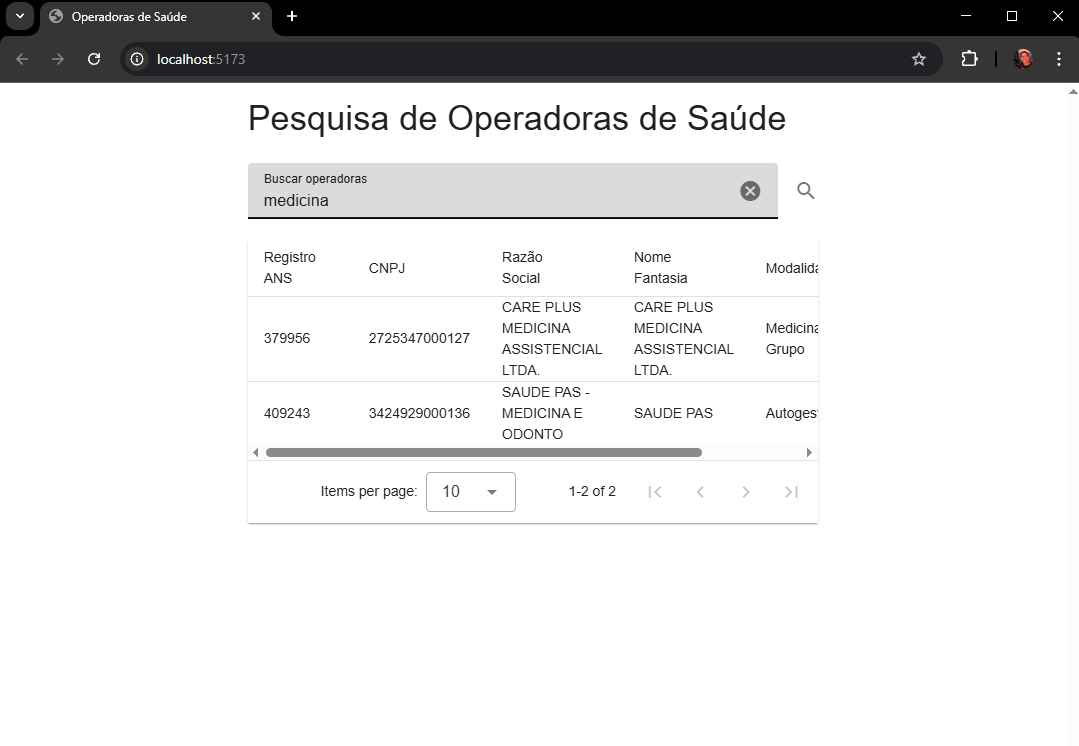 Operadoras de Saúde
localhost:5173
Pesquisa de Operadoras de Saúde
Buscar operadoras
medicina
Registro
ANS
CNPJ
Razão
Social
Nome
Fantasia
Modalida
379956
2725347000127
CARE PLUS
MEDICINA
ASSISTENCIAL
LTDA.
CARE PLUS
MEDICINA
ASSISTENCIAL
LTDA.
Medicina
Grupo
409243
3424929000136
SAUDE PAS -
MEDICINA E
ODONTO
SAUDE PAS
Autogest
Items per page:
10
1-2 of 2